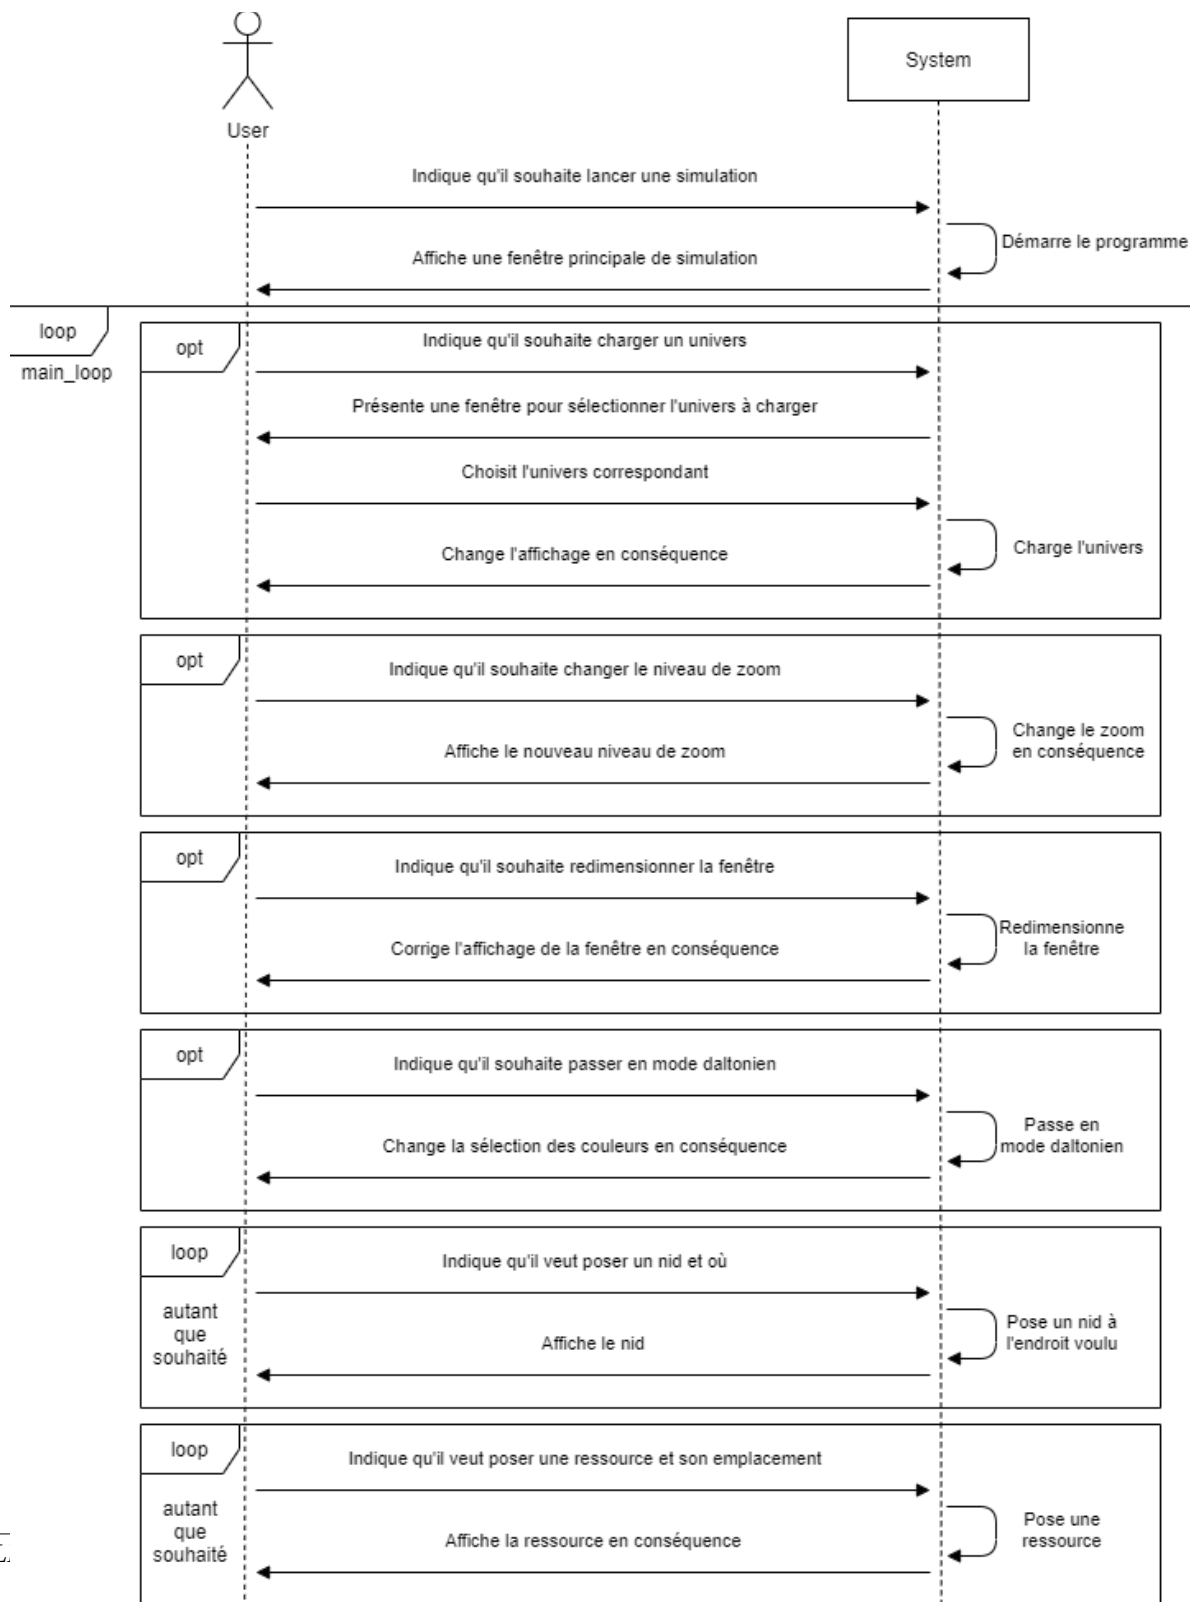 System
User
Indique qu'il souhaite lancer une simulation
Démarre le programme
Affiche une fenêtre principale de simulation
loop
main_loop
opt
Indique qu'il souhaite charger un univers
Présente une fenêtre pour sélectionner l'univers à charger
Choisit l'univers correspondant
Charge l'univers
Change l'affichage en conséquence
opt
Indique qu'il souhaite changer le niveau de zoom
Change le zoom
en conséquence
Affiche le nouveau niveau de zoom
opt
Indique qu'il souhaite redimensionner la fenêtre
Redimensionne
la fenêtre
Corrige l'affichage de la fenêtre en conséquence
opt
Indique qu'il souhaite passer en mode daltonien
Passe en
mode daltonien
Change la sélection des couleurs en conséquence
loop
autant
que
souhaité
Indique qu'il veut poser un nid et où
Pose un nid à
l'endroit voulu
Affiche le nid
loop
autant
que
souhaité
Indique qu'il veut poser une ressource et son emplacement
Pose une
ressource
Affiche la ressource en conséquence